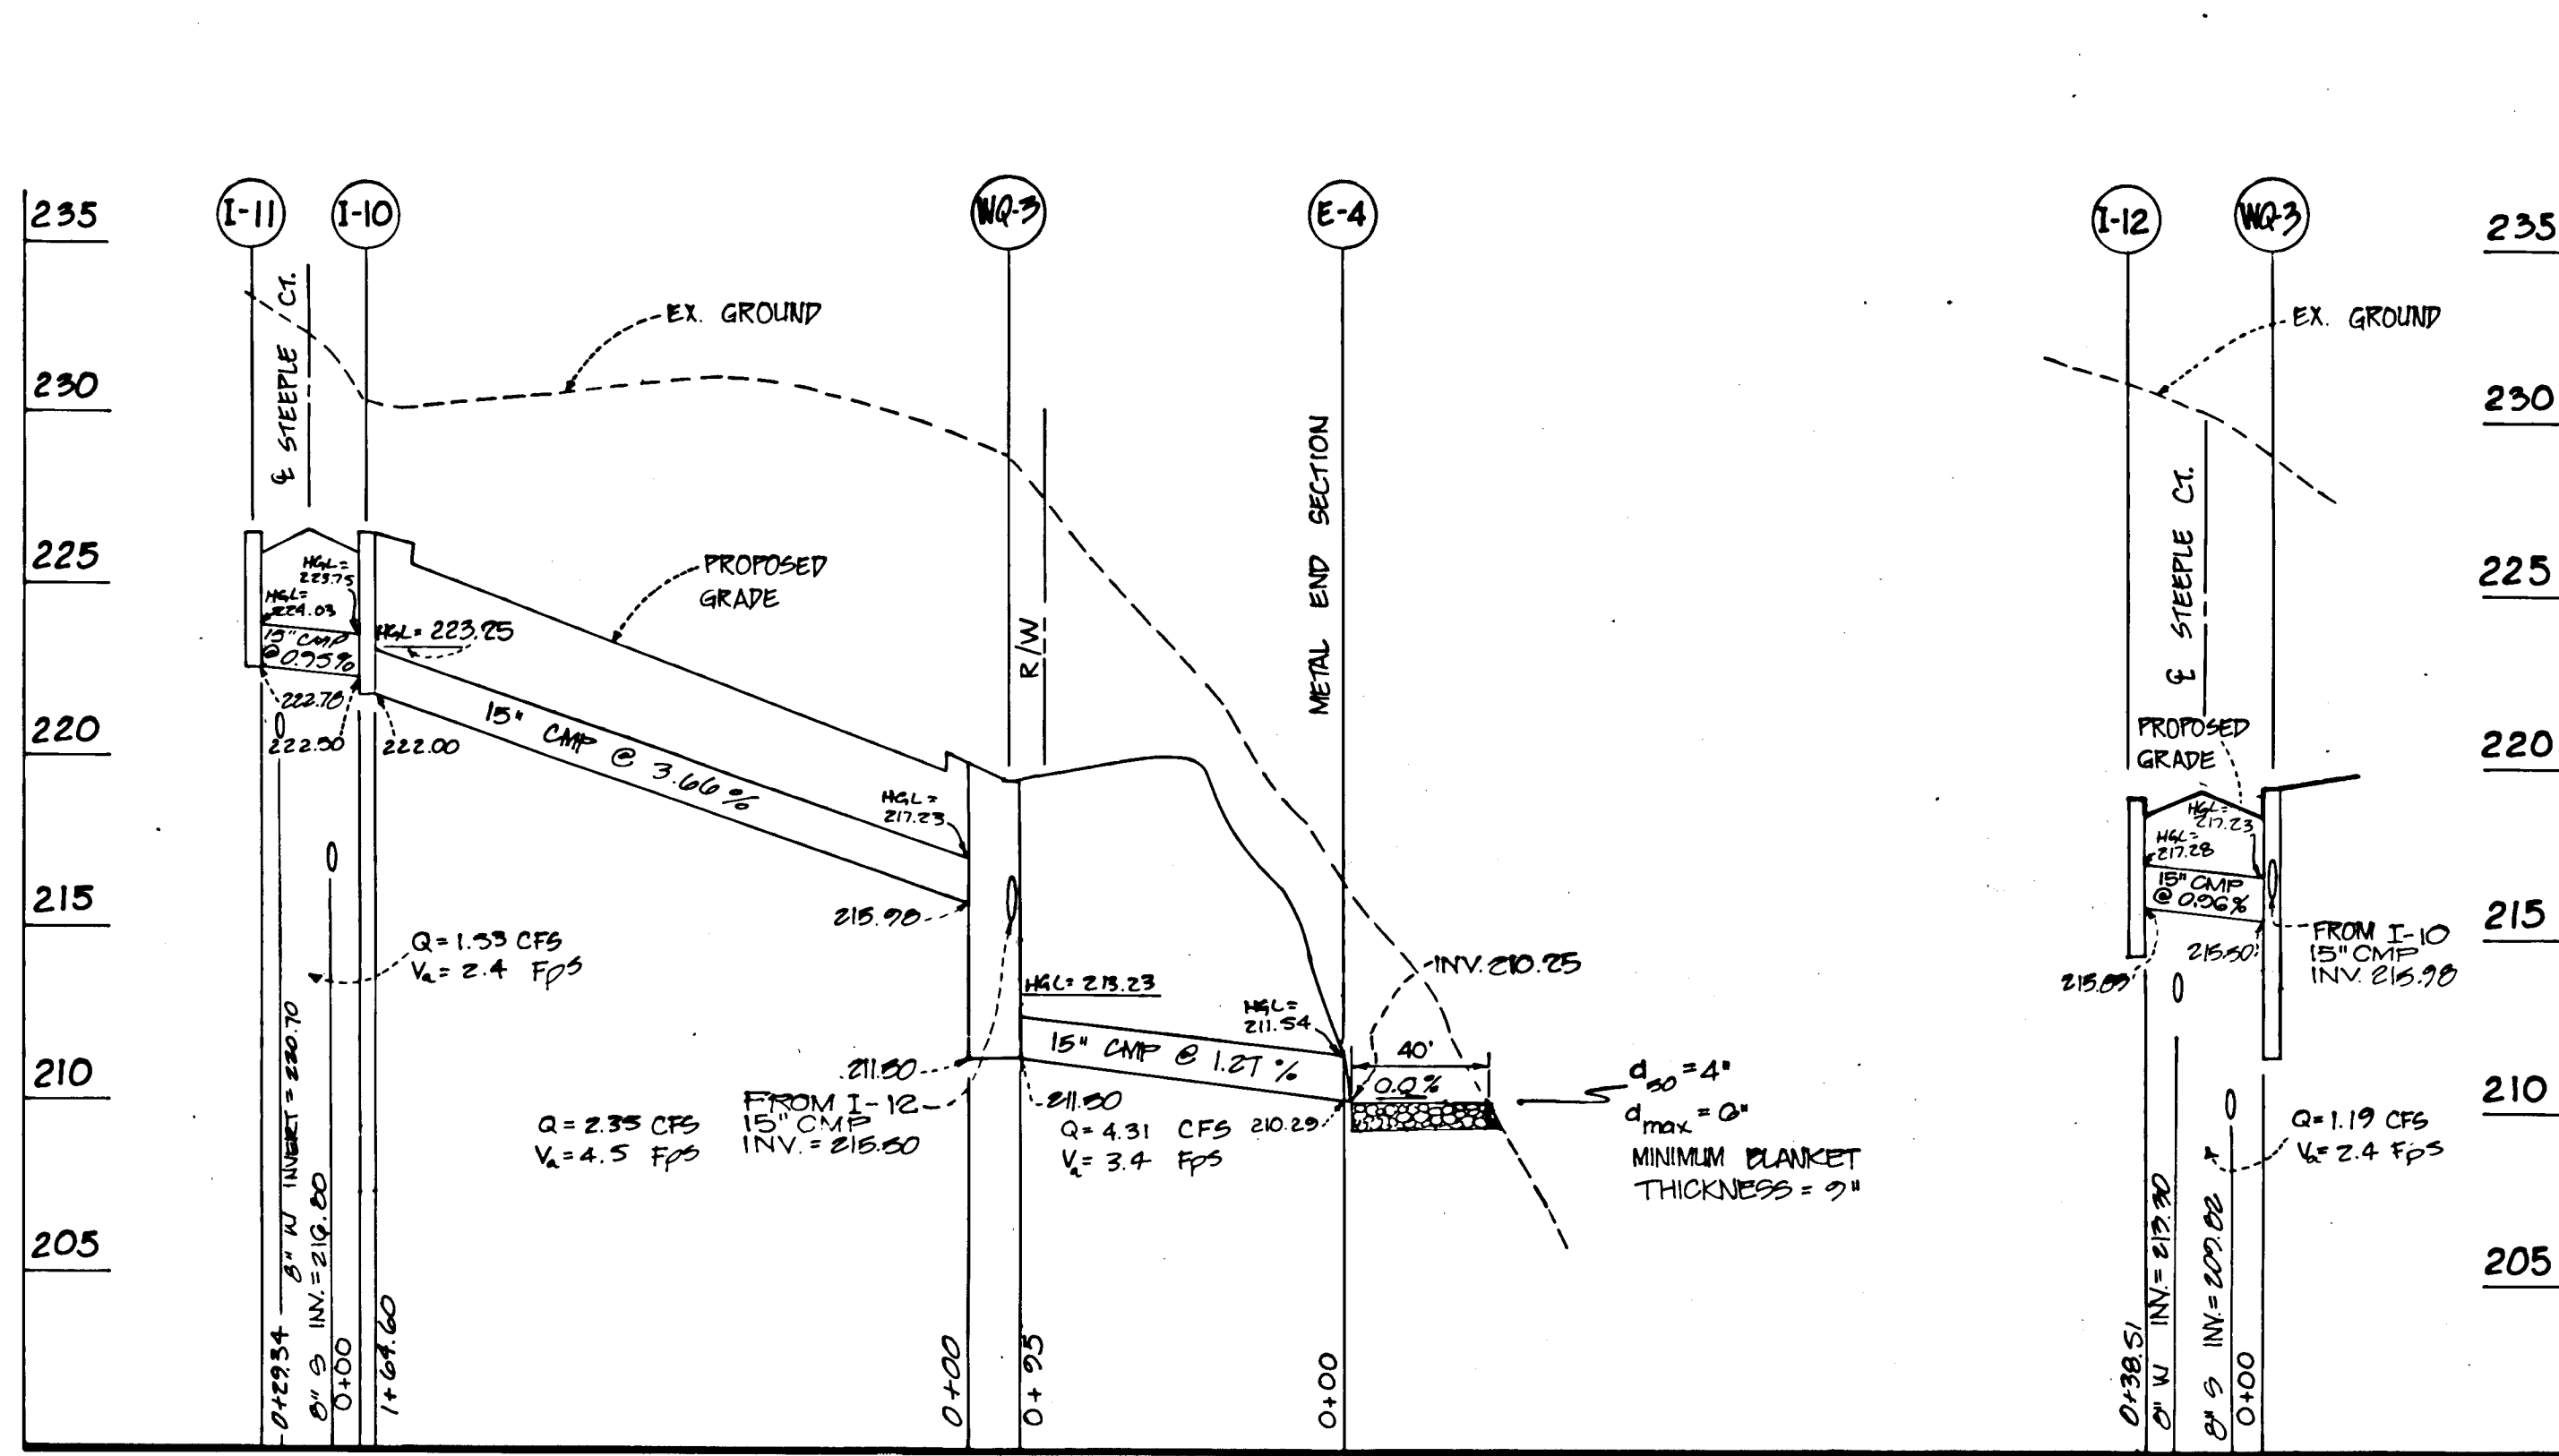 I-11
I-10
WQ-3
E-4
I-12
WQ-3
235
230
225
220
215
210
205
℄ STEEPLE CT.
EX. GROUND
PROPOSED
GRADE
HGL=
223.75
HGL=
224.03
15" CMP
@ 0.95%
HGL= 223.25
222.78
222.50
222.00
15" CMP @ 3.66%
HGL=
217.23
215.98
R/W
METAL END SECTION
Q=1.33 CFS
Va= 2.4 Fps
HGL= 213.23
HGL=
211.54
INV. 210.25
15" CMP @ 1.27%
40'
0.0%
211.50
FROM I-12
15" CMP
INV. = 215.50
211.50
Q= 2.35 CFS
Va= 4.5 Fps
Q= 4.31 CFS
Va= 3.4 Fps
210.29
d50 = 4"
dmax = 6"
MINIMUM BLANKET
THICKNESS = 9"
0+29.34
8" W INVERT = 220.70
8" S INV. = 216.80
0+00
1+64.60
0+00
0+95
0+00
EX. GROUND
℄ STEEPLE CT.
PROPOSED
GRADE
HGL=
217.23
HGL=
217.28
15" CMP
@ 0.96%
215.50
FROM I-10
15" CMP
INV. 215.98
Q=1.19 CFS
Va= 2.4 Fps
0+38.51
8" W INV.= 213.30
8" S INV.= 209.82
0+00
235
230
225
220
215
210
205